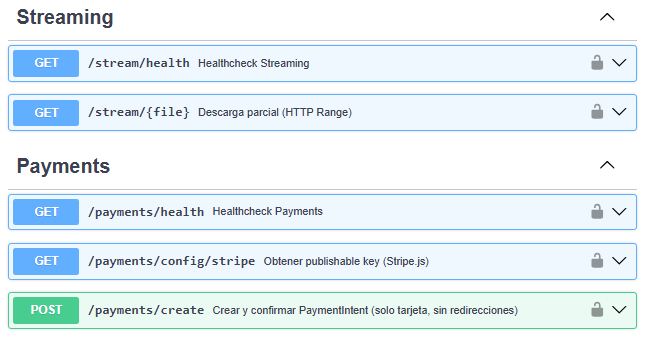 Streaming
GET /stream/health Healthcheck Streaming
GET /stream/{file} Descarga parcial (HTTP Range)
Payments
GET /payments/health Healthcheck Payments
GET /payments/config/stripe Obtener publishable key (Stripe.js)
POST /payments/create Crear y confirmar PaymentIntent (solo tarjeta, sin redirecciones)